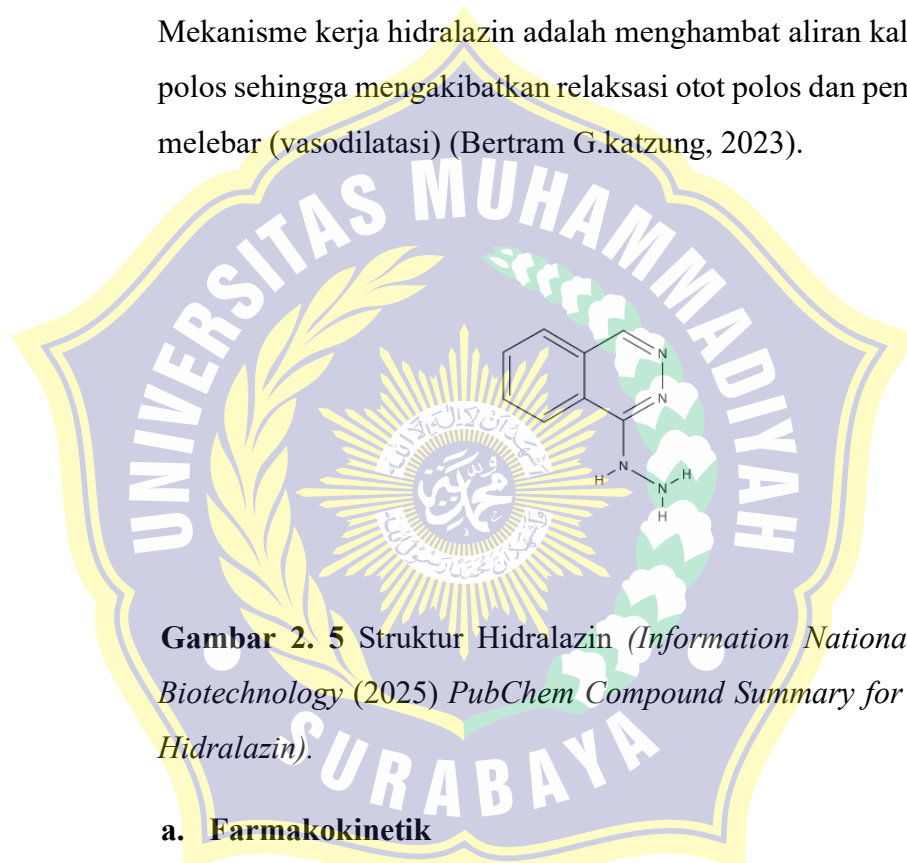 Mekanisme kerja hidralazin adalah menghambat aliran kal
polos sehingga mengakibatkan relaksasi otot polos dan pem
melebar (vasodilatasi) (Bertram G.katzung, 2023).
UNIVERSITAS MUHAMMADIYAH
N
N
N
H
N
H
H
Gambar 2. 5 Struktur Hidralazin (Information Nationa
Biotechnology (2025) PubChem Compound Summary for
Hidralazin).
SURABAYA
a. Farmakokinetik